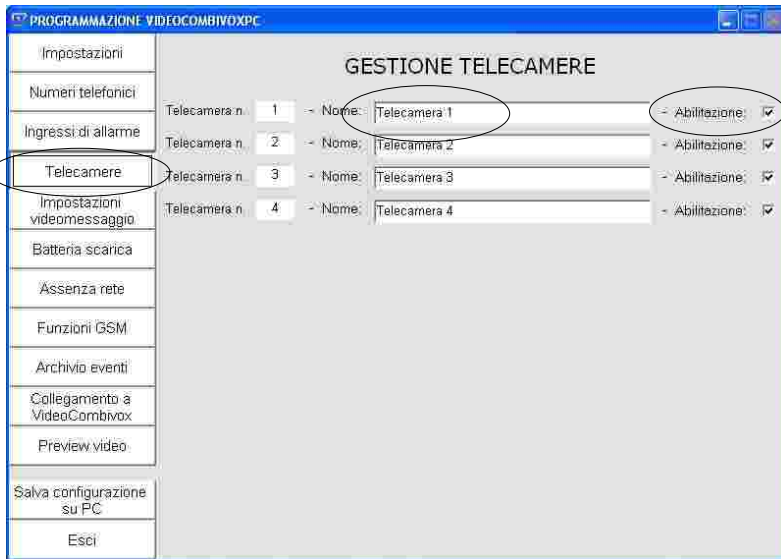 PROGRAMMAZIONE VIDEOCOMBIVOXPC
Impostazioni
Numeri telefonici
Ingressi di allarme
Telecamere
Impostazioni
videomessaggio
Batteria scarica
Assenza rete
Funzioni GSM
Archivio eventi
Collegamento a
VideoCombivox
Preview video
Salva configurazione
su PC
Esci
GESTIONE TELECAMERE
Telecamera n. 1 - Nome: Telecamera 1 - Abilitazione:
Telecamera n. 2 - Nome: Telecamera 2 - Abilitazione:
Telecamera n. 3 - Nome: Telecamera 3 - Abilitazione:
Telecamera n. 4 - Nome: Telecamera 4 - Abilitazione: